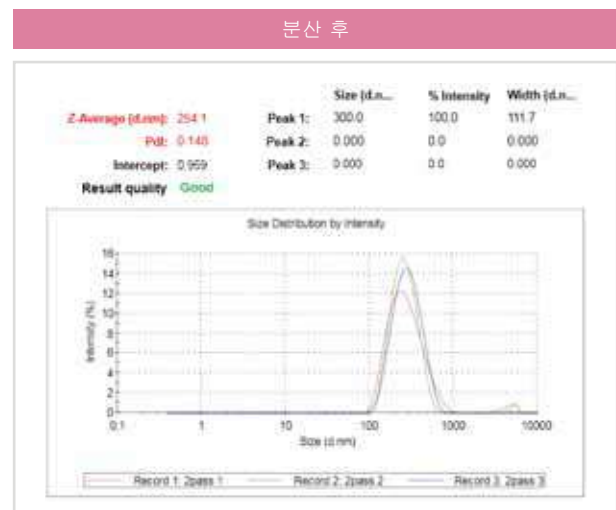 분산 후
Size (d.n... % Intensity Width (d.n...
Z-Average (d.nm): 254.1 Peak 1: 300.0 100.0 111.7
PdI: 0.148 Peak 2: 0.000 0.0 0.000
Intercept: 0.959 Peak 3: 0.000 0.0 0.000
Result quality Good
Size Distribution by Intensity
Intensity (%)
16
14
12
10
8
6
4
2
0
0.1 1 10 100 1000 10000
Size (d.nm)
Record 1: 2pass 1 Record 2: 2pass 2 Record 3: 2pass 3